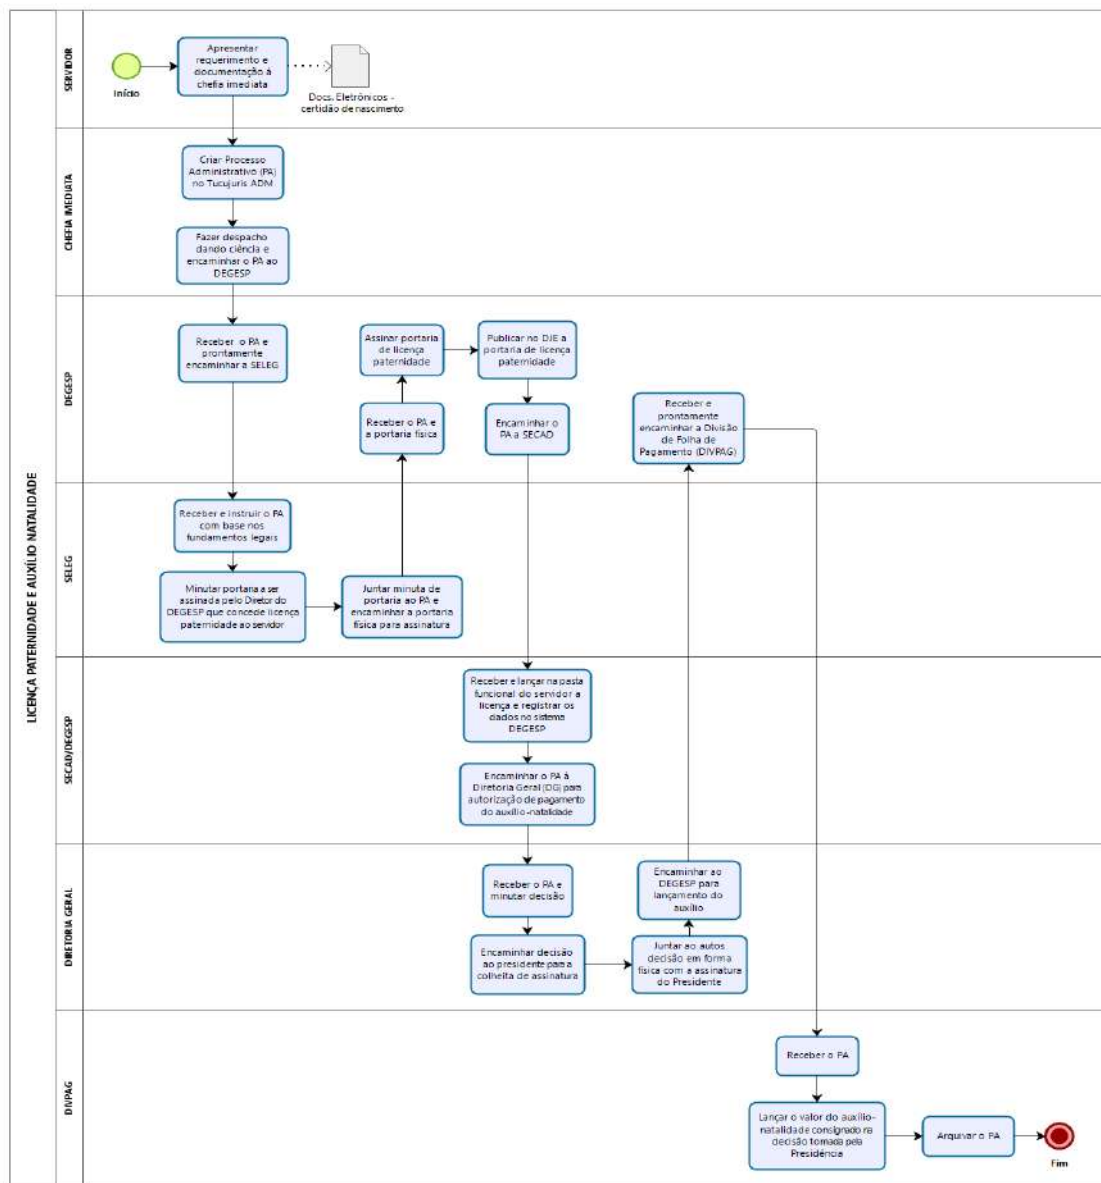 LICENÇA PATERNIDADE E AUXÍLIO NATALIDADE
SERVIDOR
Início
Apresentar
requerimento e
documentação à
chefia imediata
Docs. Eletrônicos -
certidão de nascimento
CHEFIA IMEDIATA
Criar Processo
Administrativo (PA)
no Tucujuris ADM
Fazer despacho
dando ciência e
encaminhar o PA ao
DEGESP
DEGESP
Receber o PA e
prontamente
encaminhar a SELEG
Assinar portaria
de licença
paternidade
Publicar no DJE a
portaria de licença
paternidade
Receber o PA e
a portaria física
Encaminhar o
PA a SECAD
Receber e
prontamente
encaminhar a Divisão
de Folha de
Pagamento (DIVPAG)
SELEG
Receber e instruir o PA
com base nos
fundamentos legais
Minutar portaria a ser
assinada pelo Diretor do
DEGESP que concede licença
paternidade ao servidor
Juntar minuta de
portaria ao PA e
encaminhar a portaria
física para assinatura
SECAD/DEGESP
Receber e lançar na pasta
funcional do servidor a
licença e registrar os
dados no sistema
DEGESP
Encaminhar o PA à
Diretoria Geral (DG) para
autorização de pagamento
do auxílio-natalidade
DIRETORIA GERAL
Receber o PA e
minutar decisão
Encaminhar decisão
ao presidente para a
colheita de assinatura
Encaminhar ao
DEGESP para
lançamento do
auxílio
Juntar ao autos
decisão em forma
física com a assinatura
do Presidente
DIVPAG
Receber o PA
Lançar o valor do auxílio-
natalidade consignado na
decisão tomada pela
Presidência
Arquivar o PA
Fim